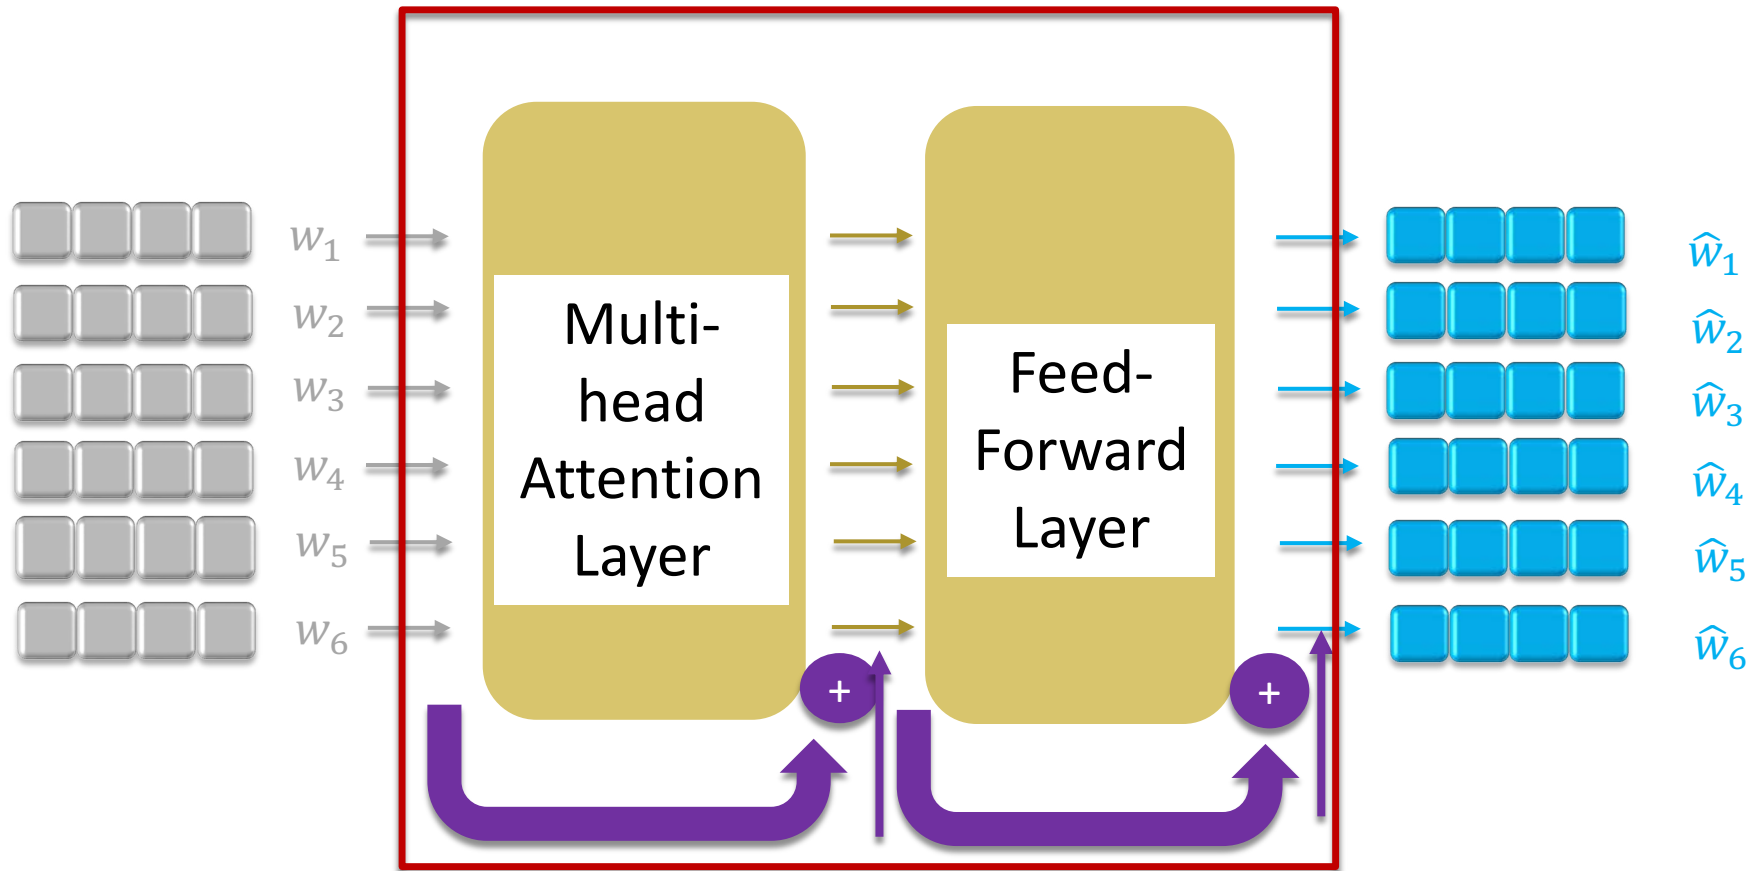 w₁
w₂
w₃
w₄
w₅
w₆
Multi-
head
Attention
Layer
+
Feed-
Forward
Layer
+
ŵ₁
ŵ₂
ŵ₃
ŵ₄
ŵ₅
ŵ₆